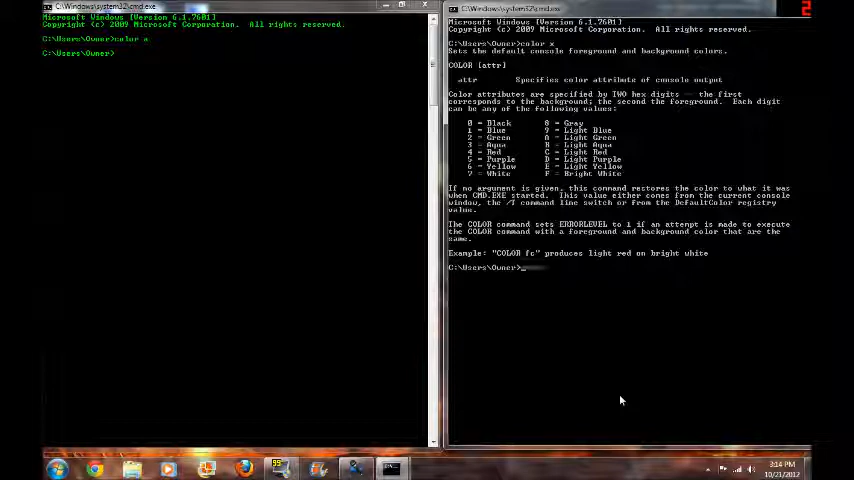 C:\Windows\system32\cmd.exe
Microsoft Windows [Version 6.1.7601]
Copyright (c) 2009 Microsoft Corporation.  All rights reserved.
C:\Users\Owner>color a
C:\Users\Owner>
C:\Windows\system32\cmd.exe
2
Microsoft Windows [Version 6.1.7601]
Copyright (c) 2009 Microsoft Corporation.  All rights reserved.
C:\Users\Owner>color x
Sets the default console foreground and background colors.
COLOR [attr]
attr        Specifies color attribute of console output
Color attributes are specified by TWO hex digits -- the first
corresponds to the background; the second the foreground.  Each digit
can be any of the following values:
0 = Black       8 = Gray
1 = Blue        9 = Light Blue
2 = Green       A = Light Green
3 = Aqua        B = Light Aqua
4 = Red         C = Light Red
5 = Purple      D = Light Purple
6 = Yellow      E = Light Yellow
7 = White       F = Bright White
If no argument is given, this command restores the color to what it was
when CMD.EXE started.  This value either comes from the current console
window, the /T command line switch or from the DefaultColor registry
value.
The COLOR command sets ERRORLEVEL to 1 if an attempt is made to execute
the COLOR command with a foreground and background color that are the
same.
Example: "COLOR fc" produces light red on bright white
C:\Users\Owner>_
3:14 PM
10/21/2012